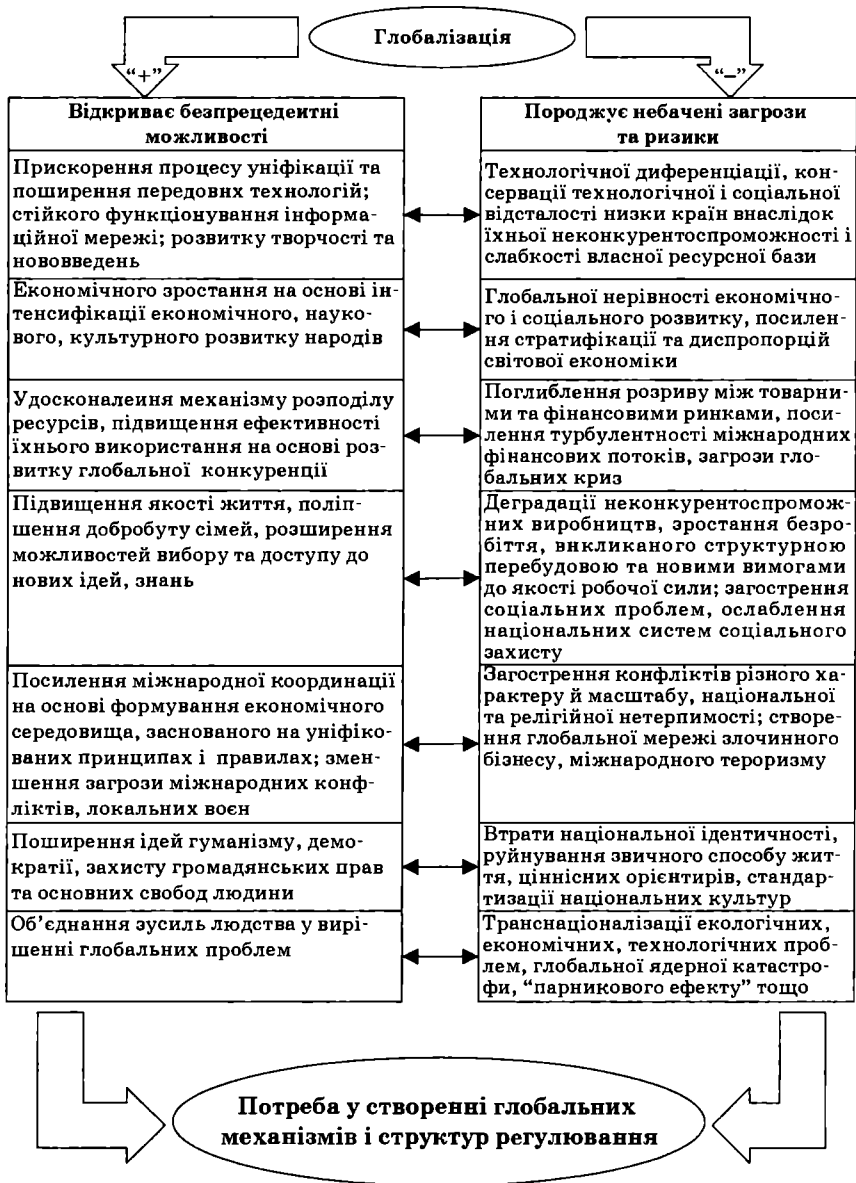 Глобалізація
“+”
“–”
Відкриває безпрецедентні
можливості
Прискорення процесу уніфікації та
поширення передовнх технологій;
стійкого функціонування інформа-
ційної мережі; розвитку творчості та
нововведень
Економічного зростання на основі ін-
тенсифікації економічного, науко-
вого, культурного розвитку народів
Удосконалеиня механізму розподілу
ресурсів, підвищення ефективності
їхнього використання на основі роз-
витку глобальної конкуренції
Підвищення якості життя, поліп-
шення добробуту сімей, розширення
можливостей вибору та доступу до
нових ідей, знань
Посилення міжнародної координації
на основі формування економічного
середовища, заснованого на уніфіко-
ваних принципах і правилах; змен-
шення загрози міжнародних конф-
ліктів, локальних воєн
Поширення ідей гуманізму, демо-
кратії, захисту громадянських прав
та основних свобод людини
Об’єднання зусиль людства у вирі-
шенні глобальних проблем
Породжує небачені загрози
та ризики
Технологічної диференціації, кон-
сервації технологічної і соціальної
відсталості низки країн внаслідок
їхньої неконкурентоспроможності і
слабкості власної ресурсної бази
Глобальної нерівності економічно-
го і соціального розвитку, посилен-
ня стратифікації та диспропорцій
світової економіки
Поглиблення розриву між товарни-
ми та фінансовими ринками, поси-
лення турбулентності міжнародних
фінансових потоків, загрози гло-
бальних криз
Деградації неконкурентоспромож-
них виробництв, зростання безро-
біття, внкликаного структурною
перебудовою та новими вимогами
до якості робочої сили; загострення
соціальних проблем, ослаблення
національних систем соціального
захисту
Загострення конфліктів різного ха-
рактеру й масштабу, національної
та релігійної нетерпимості; створен-
ня глобальної мережі злочинного
бізнесу, міжнародного тероризму
Втрати національної ідентичності,
руйнування звичного способу жит-
тя, ціннісних орієнтирів, стандар-
тизації національних культур
Транснаціоналізації екологічних,
економічних, технологічних проб-
лем, глобальної ядерної катастро-
фи, “парникового ефекту” тощо
Потреба у створенні глобальних
механізмів і структур регулювання